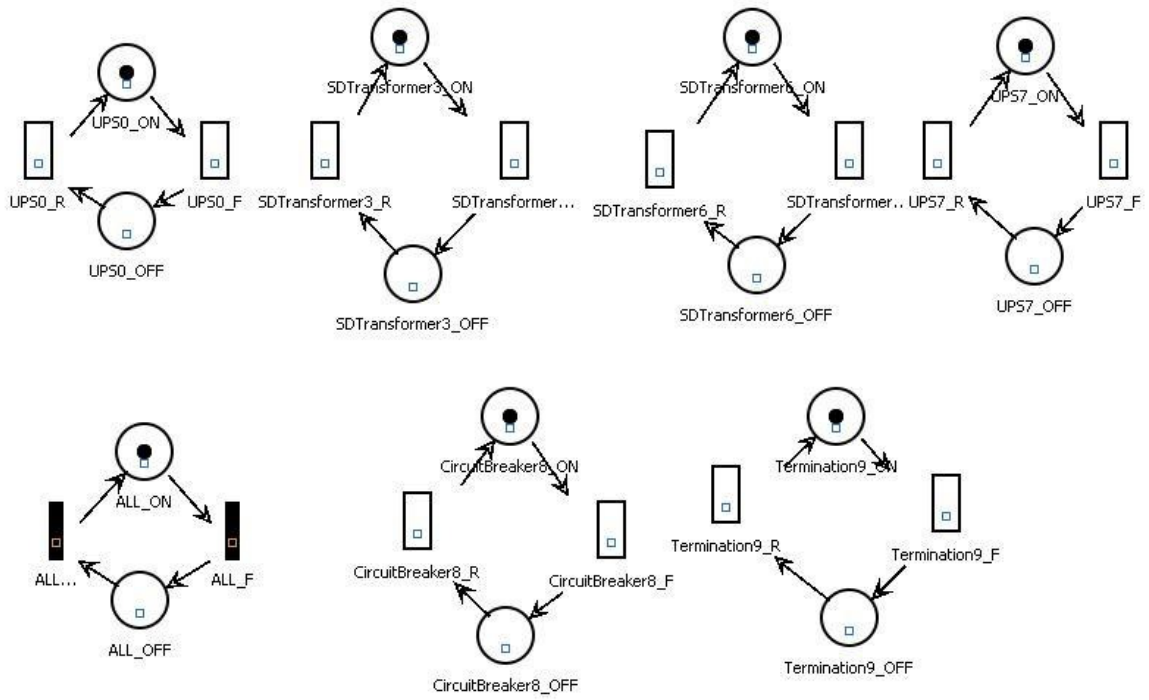 UPS0_ON
UPS0_R
UPS0_F
UPS0_OFF
SDTransformer3_ON
SDTransformer3_R
SDTransformer...
SDTransformer3_OFF
SDTransformer6_ON
SDTransformer6_R
SDTransformer..
SDTransformer6_OFF
UPS7_ON
UPS7_R
UPS7_F
UPS7_OFF
ALL_ON
ALL...
ALL_F
ALL_OFF
CircuitBreaker8_ON
CircuitBreaker8_R
CircuitBreaker8_F
CircuitBreaker8_OFF
Termination9_ON
Termination9_R
Termination9_F
Termination9_OFF